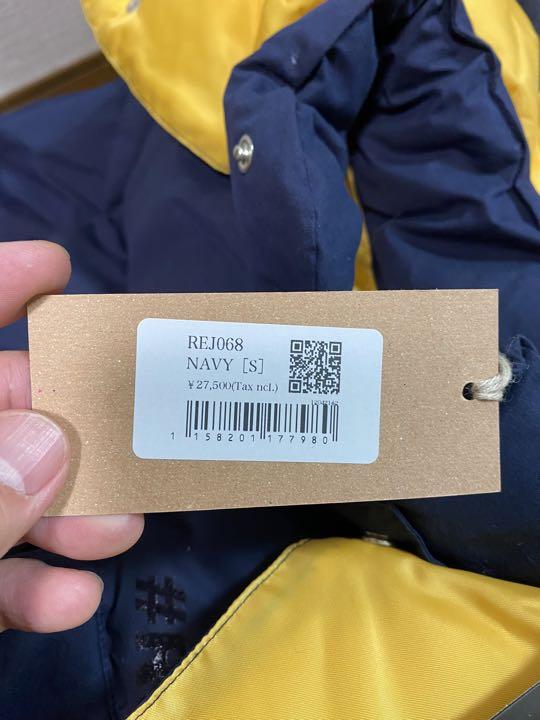 REJ068
NAVY [S]
¥27,500(Tax ncl.)
1 158201 177980